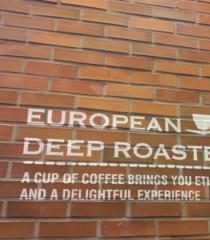 EUROPEAN
DEEP ROASTE
A CUP OF COFFEE BRINGS YOU ETH
AND A DELIGHTFUL EXPERIENCE